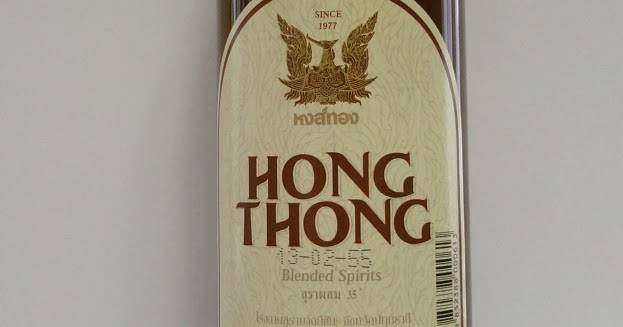 SINCE
1977
หงส์ทอง
HONG
THONG
13-02-55
Blended Spirits
สุราผสม 35°